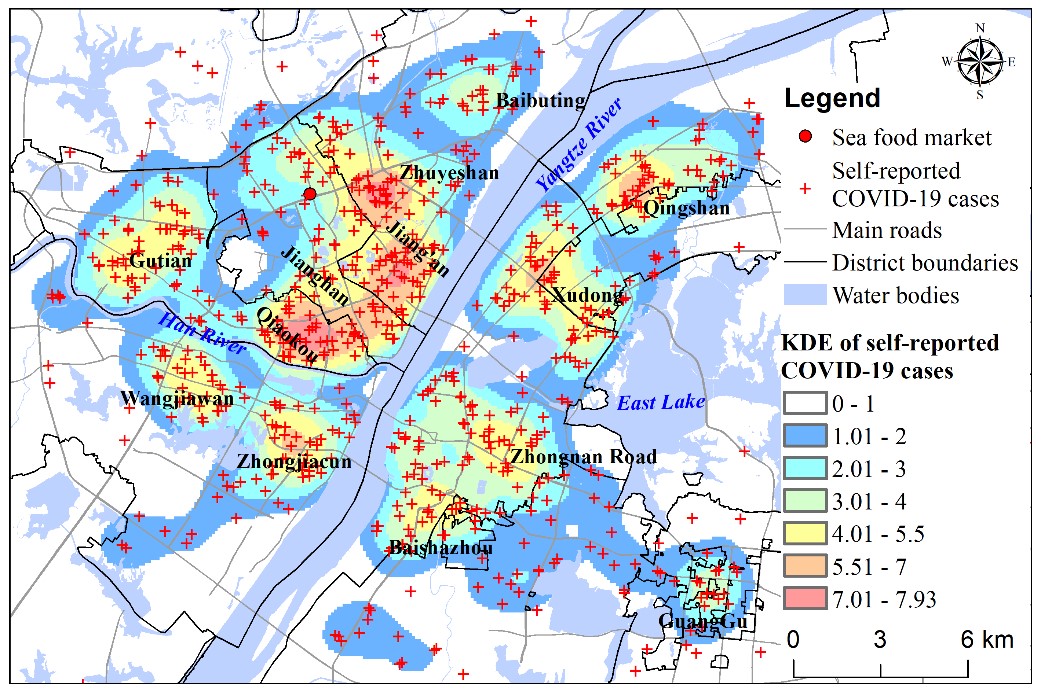 N
W E
S
Baibuting
Yangtze River
Zhuyeshan
Qingshan
Jiang'an
Gutian
Jianghan
Xudong
Qiaokou
Han River
Wangjiawan
East Lake
Zhongjiacun
Zhongnan Road
Baishazhou
GuangGu
Legend
Sea food market
Self-reported
COVID-19 cases
Main roads
District boundaries
Water bodies
KDE of self-reported
COVID-19 cases
0 - 1
1.01 - 2
2.01 - 3
3.01 - 4
4.01 - 5.5
5.51 - 7
7.01 - 7.93
0 3 6 km